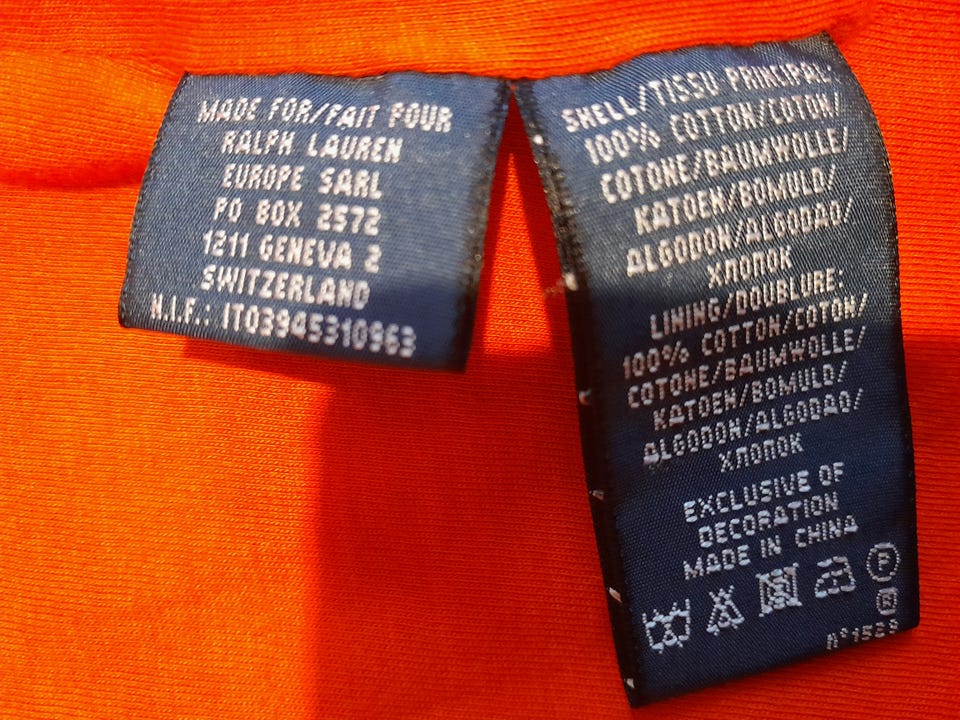 MADE FOR/FAIT POUR
RALPH LAUREN
EUROPE SARL
PO BOX 2572
1211 GENEVA 2
SWITZERLAND
N.I.F.: IT03945310963
SHELL/TISSU PRINCIPAL:
100% COTTON/COTON/
COTONE/BAUMWOLLE/
KATOEN/BOMULD/
ALGODON/ALGODAO/
ХЛОПОК
LINING/DOUBLURE:
100% COTTON/COTON/
COTONE/BAUMWOLLE/
KATOEN/BOMULD/
ALGODON/ALGODAO/
ХЛОПОК
EXCLUSIVE OF
DECORATION
MADE IN CHINA
F
R